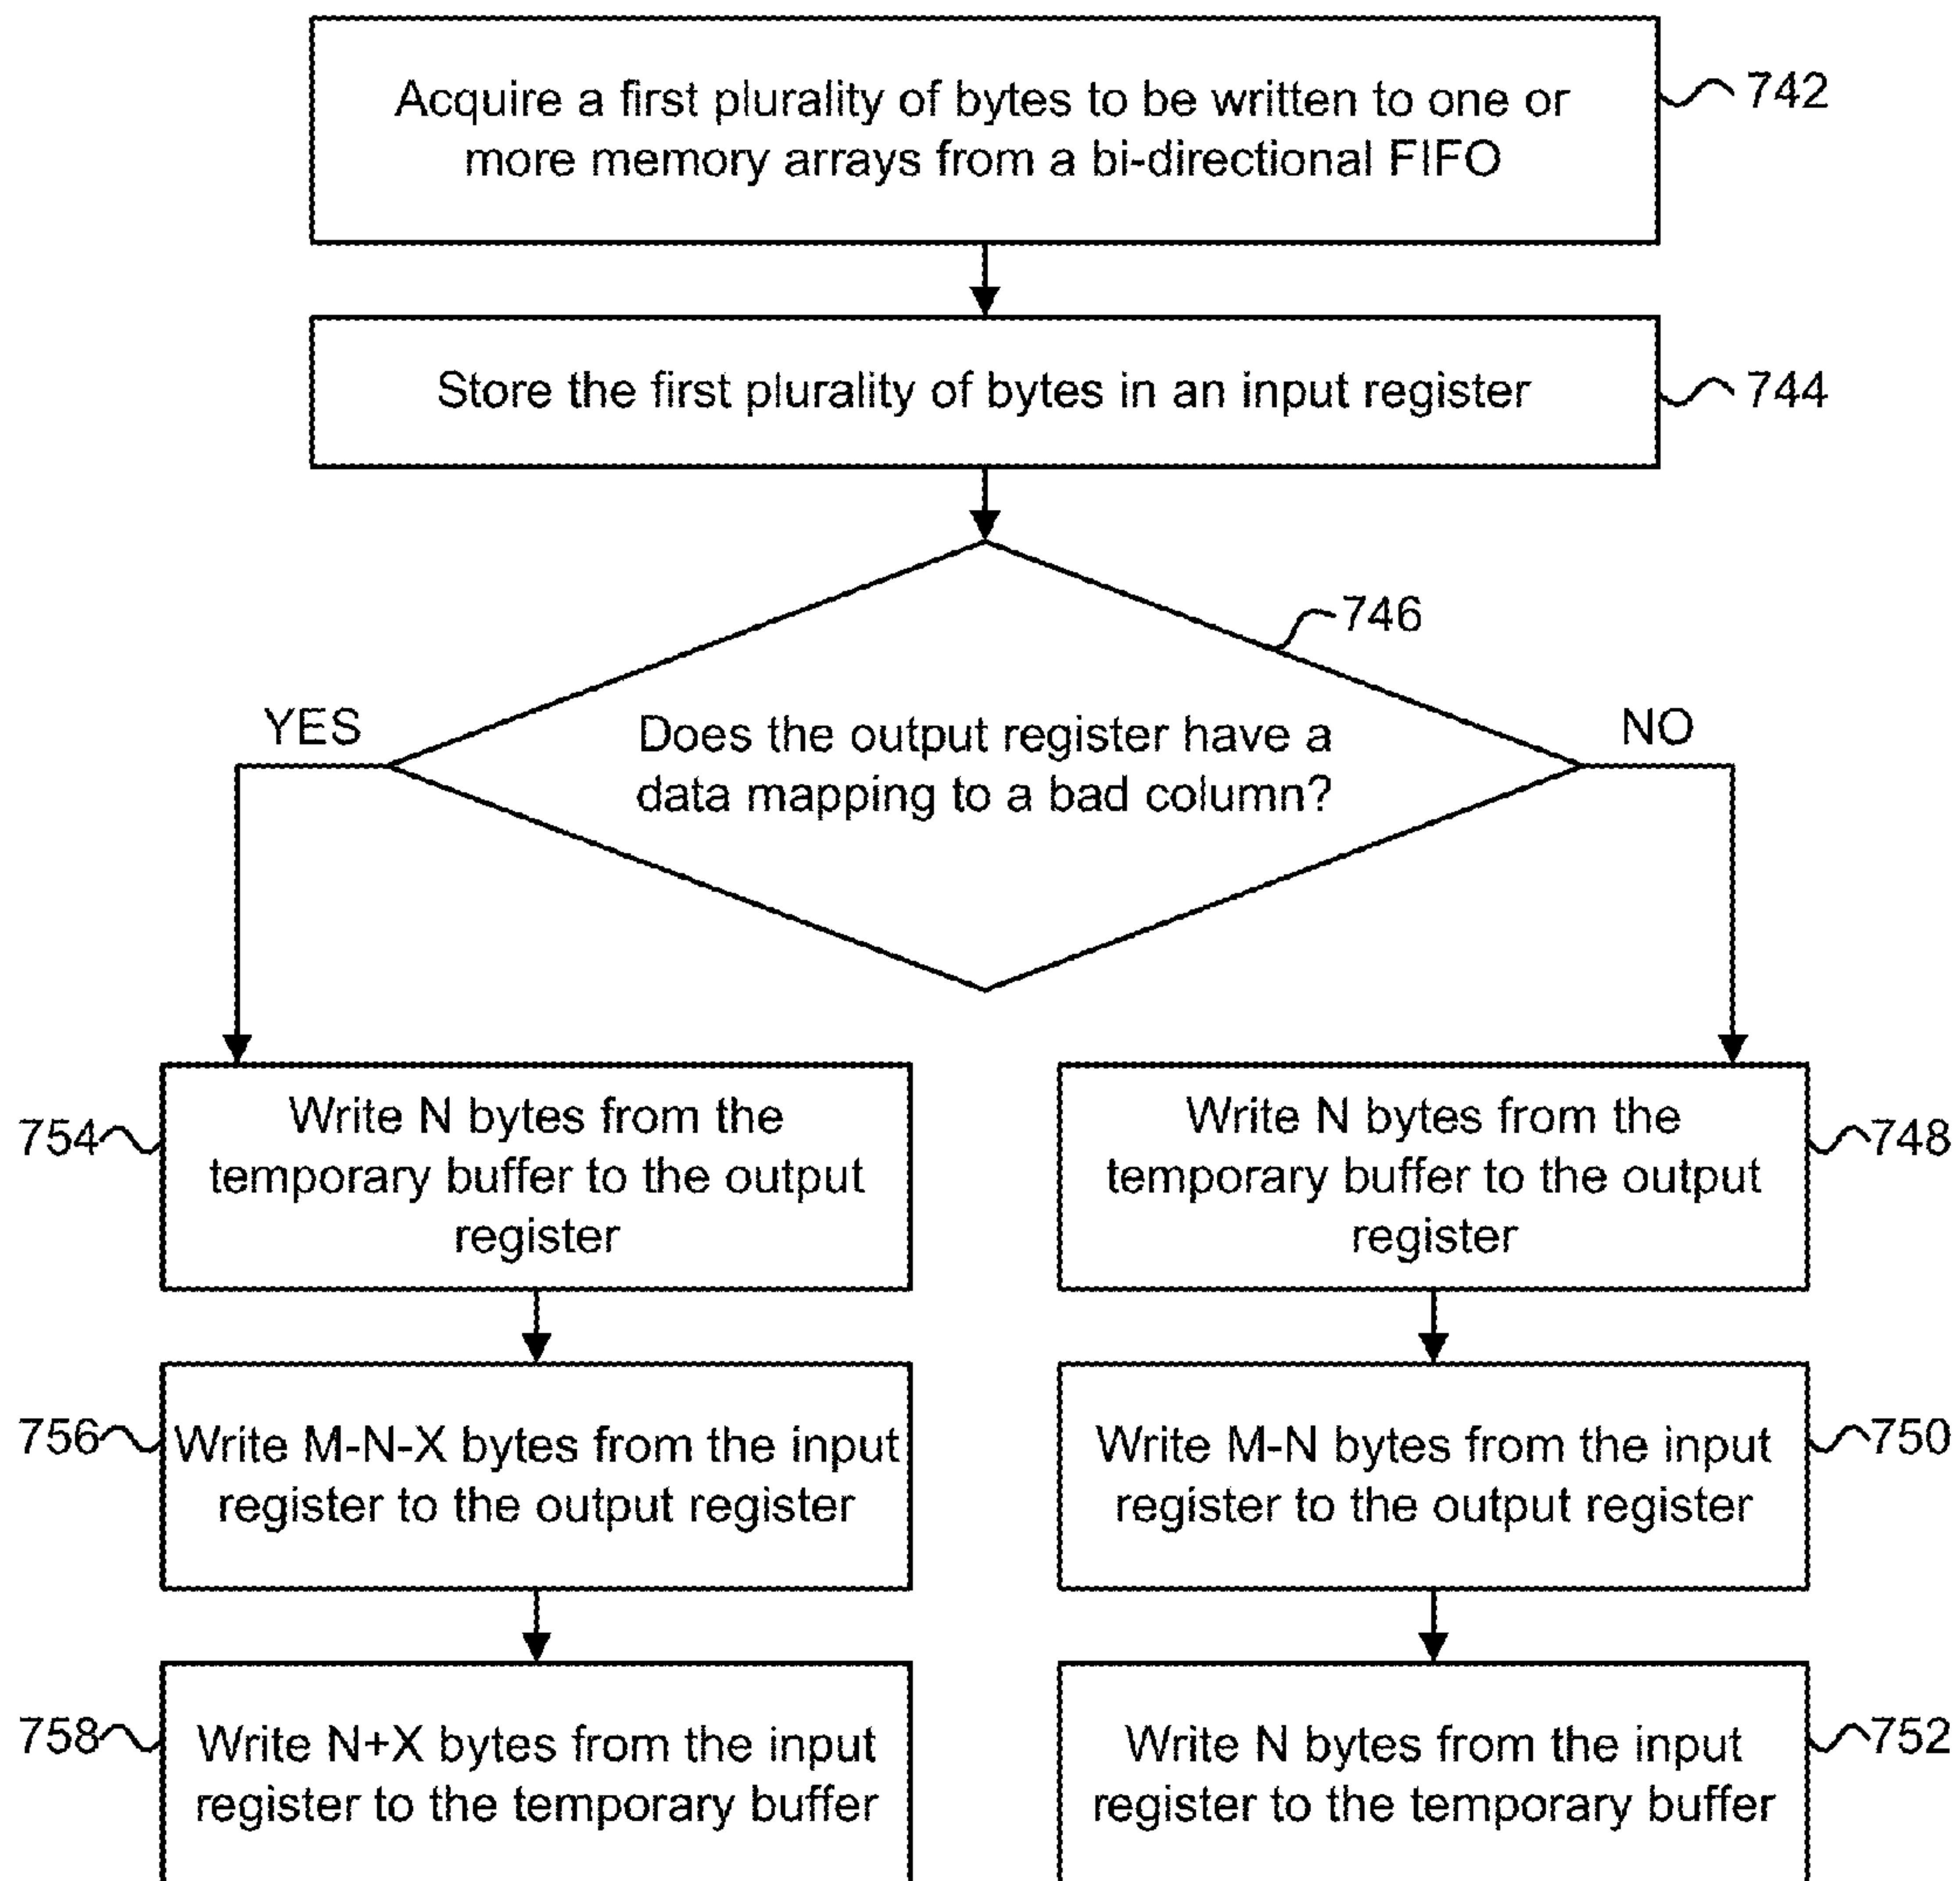 Acquire a first plurality of bytes to be written to one or
more memory arrays from a bi-directional FIFO
742
Store the first plurality of bytes in an input register
744
746
YES
Does the output register have a
data mapping to a bad column?
NO
754
Write N bytes from the
temporary buffer to the output
register
Write N bytes from the
temporary buffer to the output
register
748
756
Write M-N-X bytes from the input
register to the output register
Write M-N bytes from the input
register to the output register
750
758
Write N+X bytes from the input
register to the temporary buffer
Write N bytes from the input
register to the temporary buffer
752